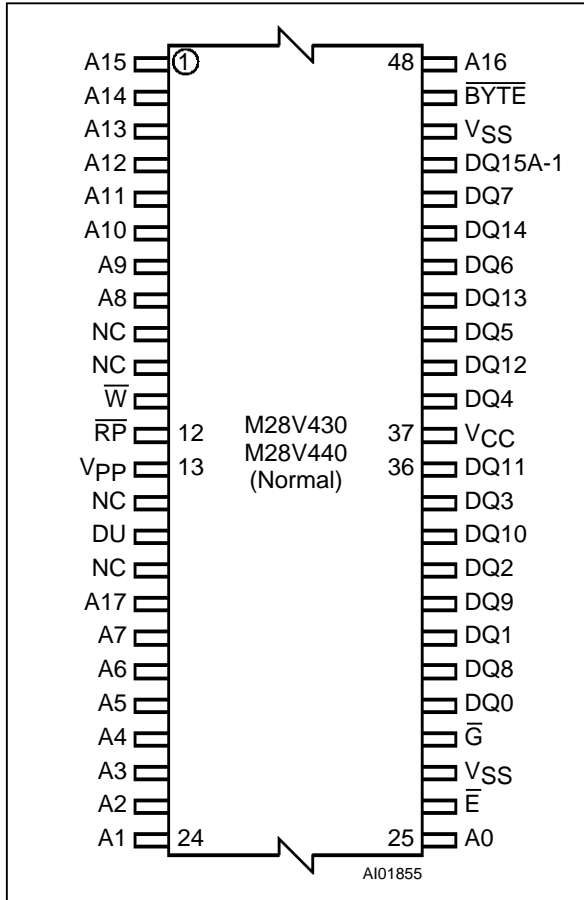 A15 1 48 A16
A14 B̅Y̅T̅E̅
A13 VSS
A12 DQ15A-1
A11 DQ7
A10 DQ14
A9 DQ6
A8 DQ13
NC DQ5
NC DQ12
W̅ DQ4
R̅P̅ 12 M28V430 37 VCC
VPP 13 M28V440 36 DQ11
(Normal)
NC DQ3
DU DQ10
NC DQ2
A17 DQ9
A7 DQ1
A6 DQ8
A5 DQ0
A4 G̅
A3 VSS
A2 E̅
A1 24 25 A0
AI01855